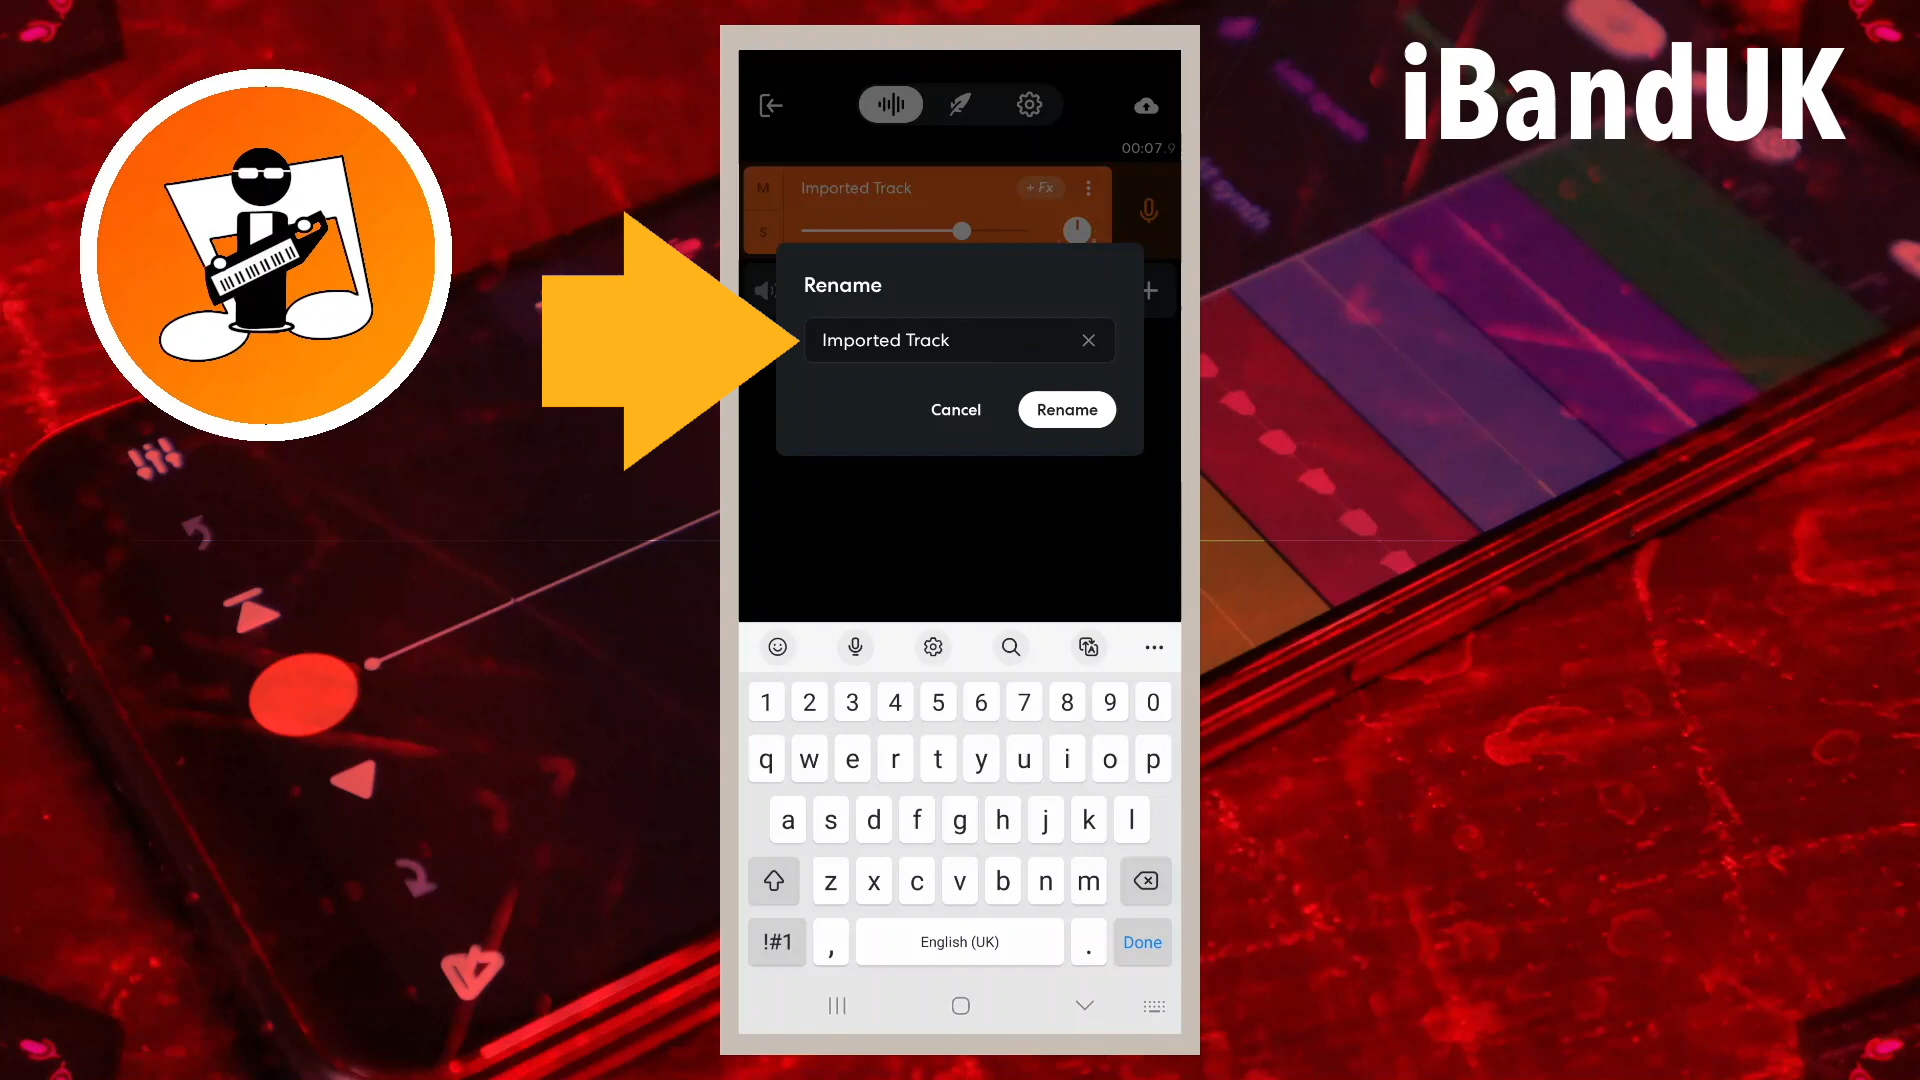 iBandUK
00:07.9
M
Imported Track
+ Fx
S
Rename
Imported Track
Cancel
Rename
1 2 3 4 5 6 7 8 9 0
q w e r t y u i o p
a s d f g h j k l
z x c v b n m
!#1 , English (UK) . Done